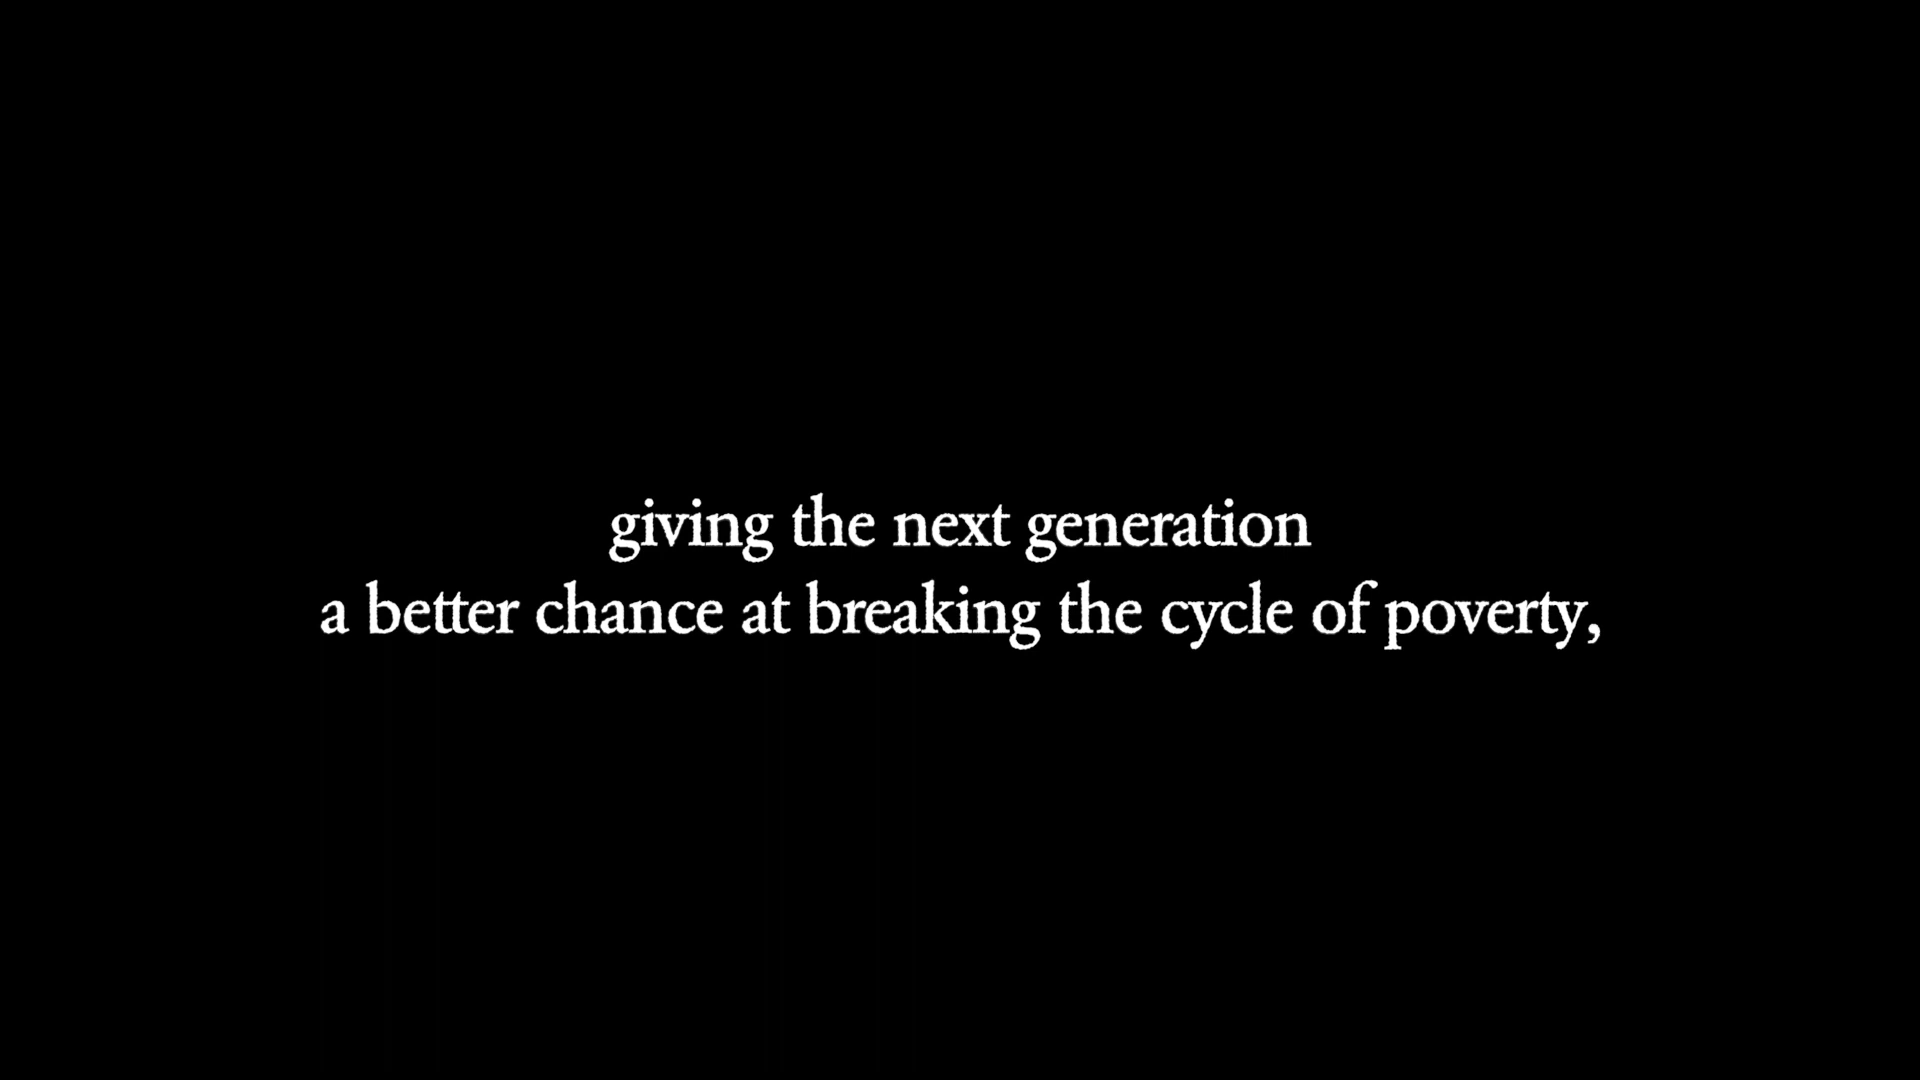 giving the next generation
a better chance at breaking the cycle of poverty,